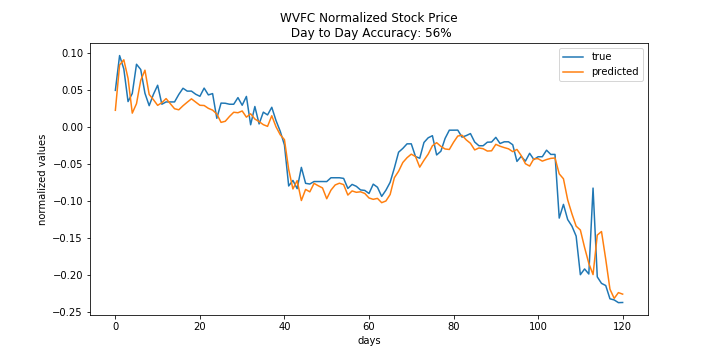 WVFC Normalized Stock Price
Day to Day Accuracy: 56%
true
predicted
normalized values
0.10
0.05
0.00
−0.05
−0.10
−0.15
−0.20
−0.25
0 20 40 60 80 100 120
days